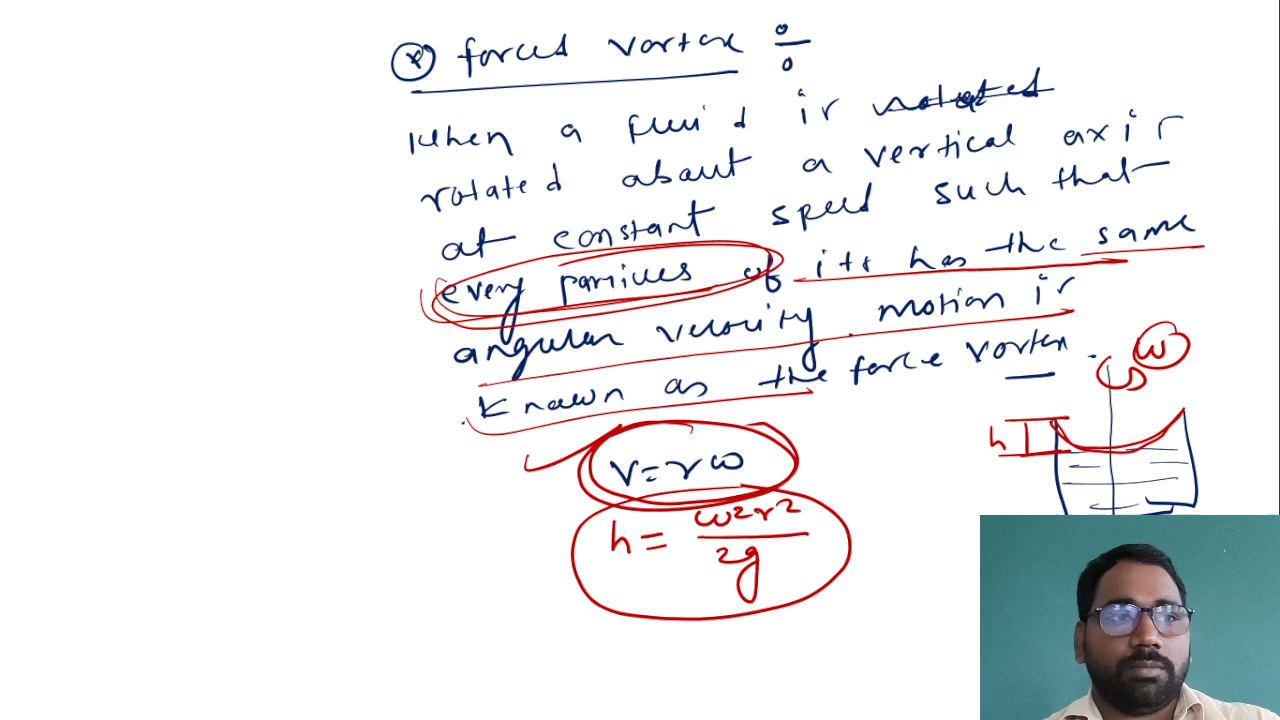 * forced vortex :
when a fluid is rotated
rotated about a vertical axis
at constant speed such that
every particles of its has the same
angular velocity. motion is
known as the force vortex.
ω
h
v = rω
h = ω²r²/2g